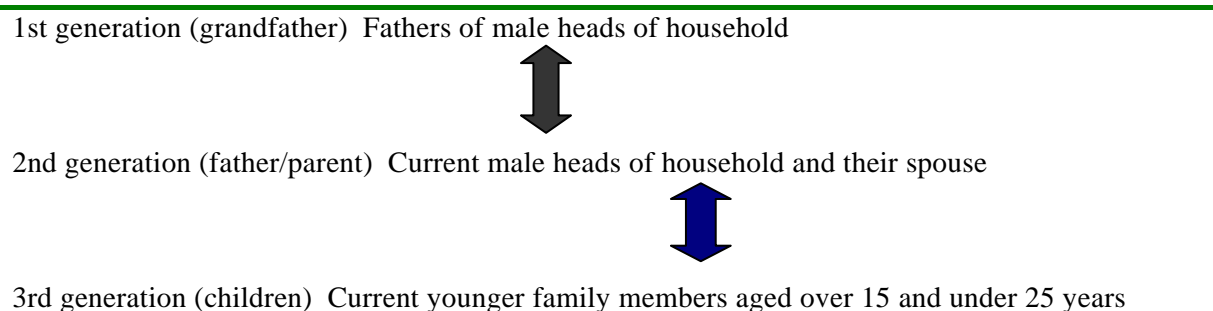 1st generation (grandfather)  Fathers of male heads of household
2nd generation (father/parent)  Current male heads of household and their spouse
3rd generation (children)  Current younger family members aged over 15 and under 25 years